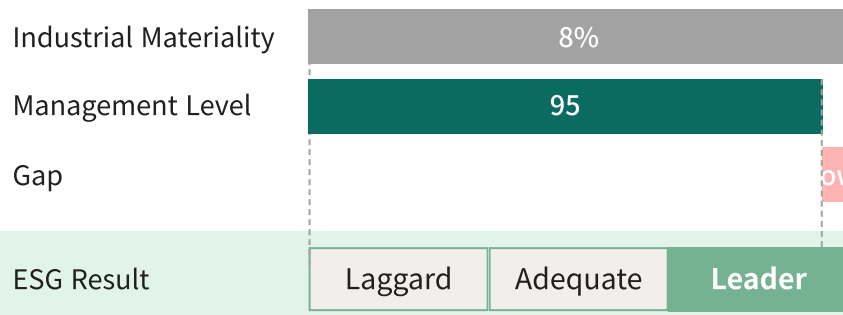 Industrial Materiality 8%
Management Level 95
Gap
ESG Result Laggard Adequate Leader